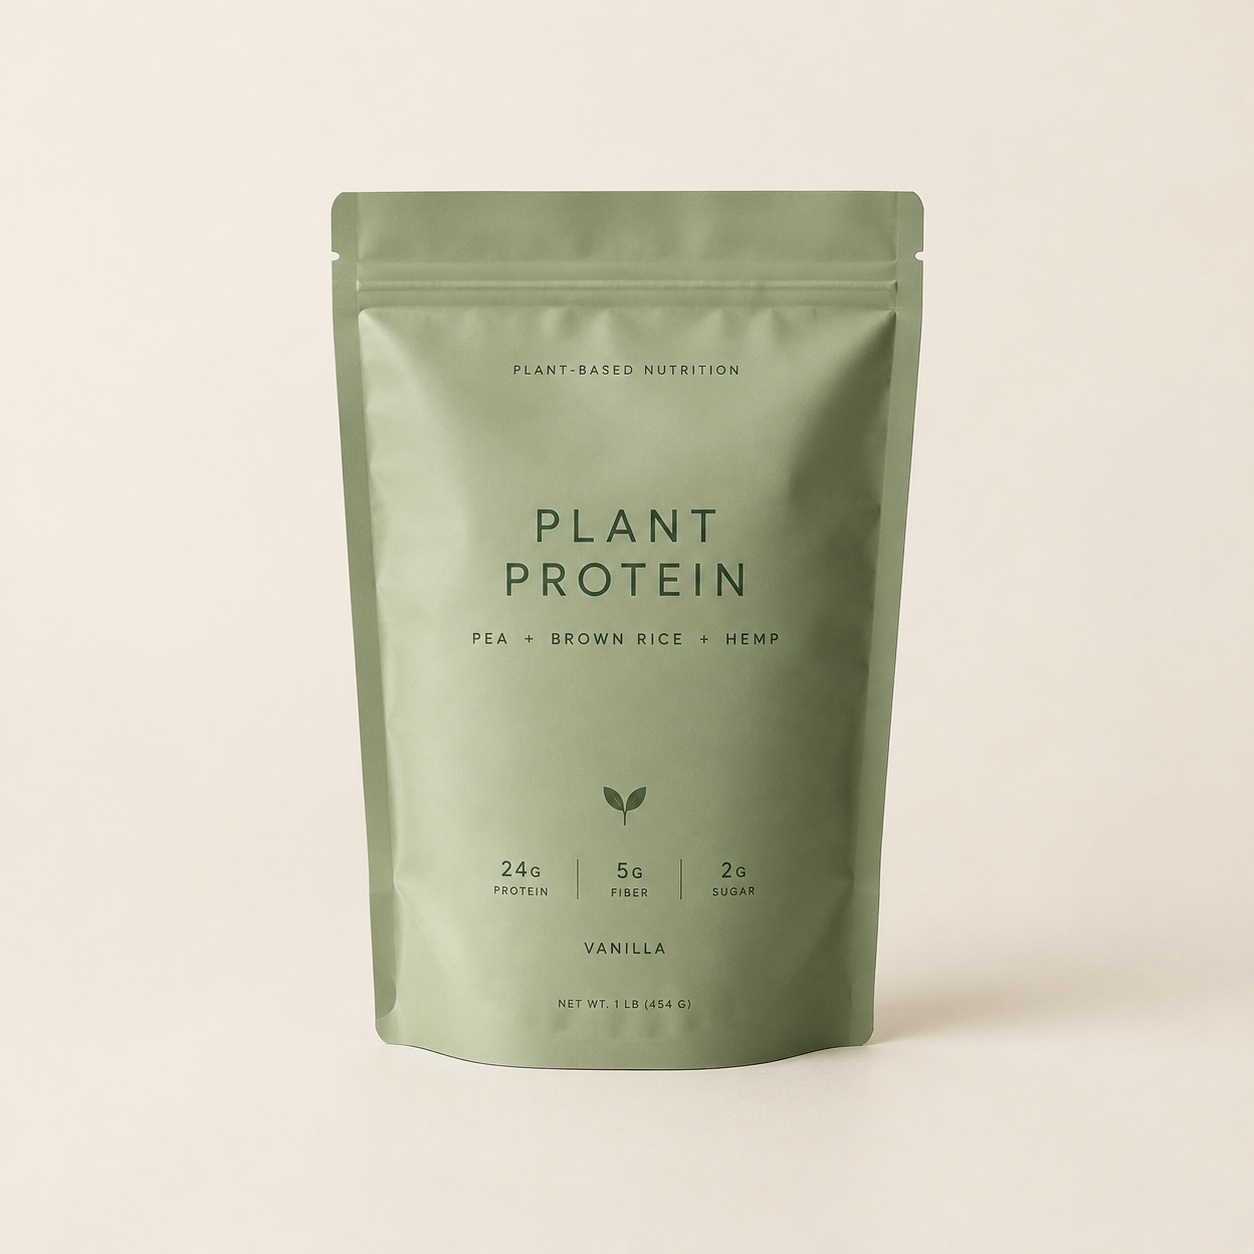 PLANT-BASED NUTRITION
PLANT
PROTEIN
PEA + BROWN RICE + HEMP
24G 5G 2G
PROTEIN FIBER SUGAR
VANILLA
NET WT. 1 LB (454 G)